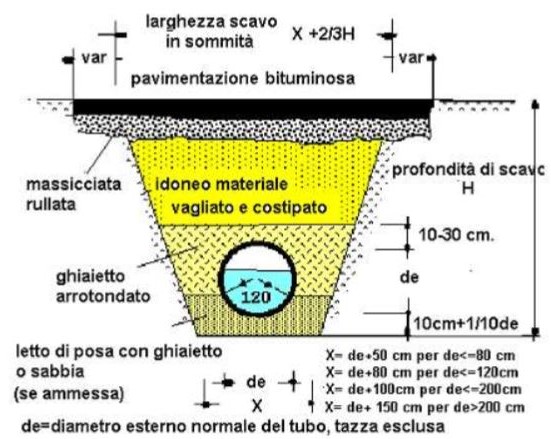 larghezza scavo
in sommità X +2/3H
var var
pavimentazione bituminosa
massicciata
rullata
idoneo materiale
vagliato e costipato
profondità di scavo
H
10-30 cm.
ghiaietto
arrotondato
de
120
10cm+1/10de
letto di posa con ghiaietto
o sabbia
(se ammessa)
de
X
X= de+50 cm per de<=80 cm
X= de+80 cm per de<=120cm
X= de+100cm per de<=200cm
X= de+ 150 cm per de>200 cm
de=diametro esterno normale del tubo, tazza esclusa